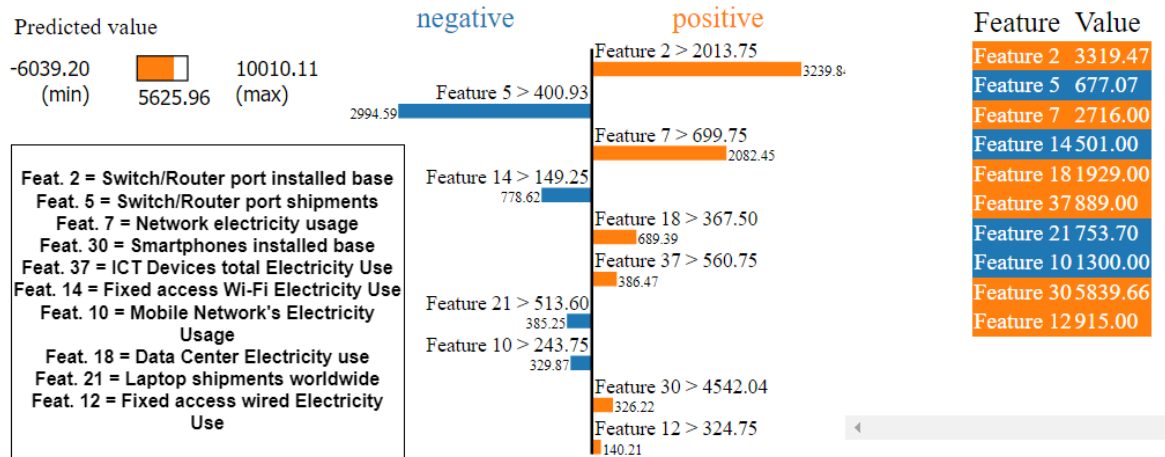 Predicted value
-6039.20
(min)
5625.96
10010.11
(max)
Feat. 2 = Switch/Router port installed base
Feat. 5 = Switch/Router port shipments
Feat. 7 = Network electricity usage
Feat. 30 = Smartphones installed base
Feat. 37 = ICT Devices total Electricity Use
Feat. 14 = Fixed access Wi-Fi Electricity Use
Feat. 10 = Mobile Network's Electricity
Usage
Feat. 18 = Data Center Electricity use
Feat. 21 = Laptop shipments worldwide
Feat. 12 = Fixed access wired Electricity
Use
negative
positive
Feature 2 > 2013.75
3239.84
Feature 5 > 400.93
2994.59
Feature 7 > 699.75
2082.45
Feature 14 > 149.25
778.62
Feature 18 > 367.50
689.39
Feature 37 > 560.75
386.47
Feature 21 > 513.60
385.25
Feature 10 > 243.75
329.87
Feature 30 > 4542.04
326.22
Feature 12 > 324.75
140.21
Feature Value
Feature 2 3319.47
Feature 5 677.07
Feature 7 2716.00
Feature 14 501.00
Feature 18 1929.00
Feature 37 889.00
Feature 21 753.70
Feature 10 1300.00
Feature 30 5839.66
Feature 12 915.00